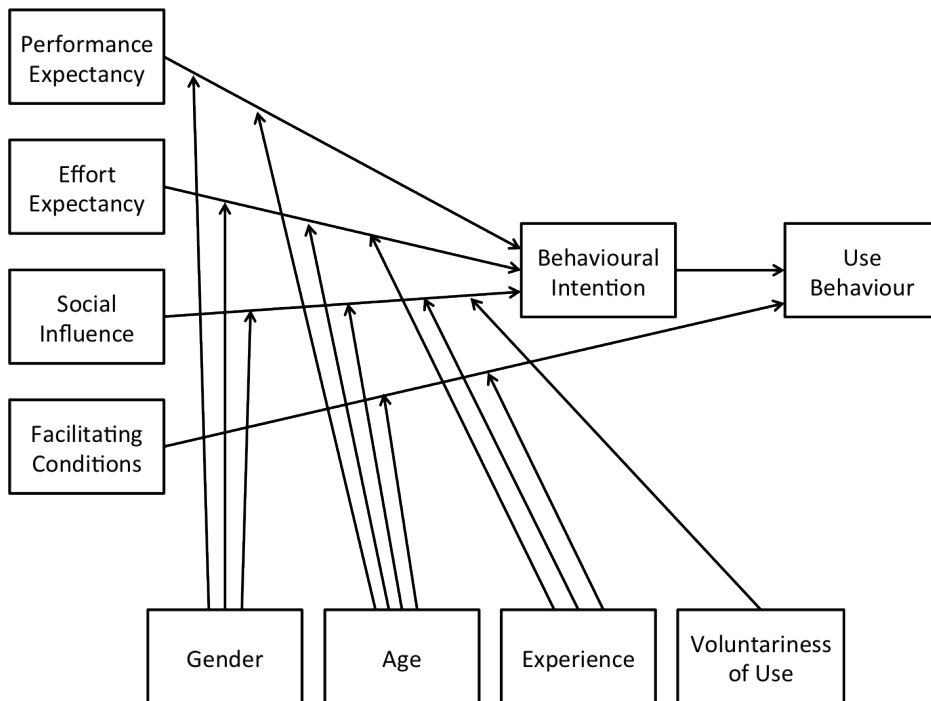 Performance
Expectancy
Effort
Expectancy
Social
Influence
Facilitating
Conditions
Behavioural
Intention
Use
Behaviour
Gender
Age
Experience
Voluntariness
of Use